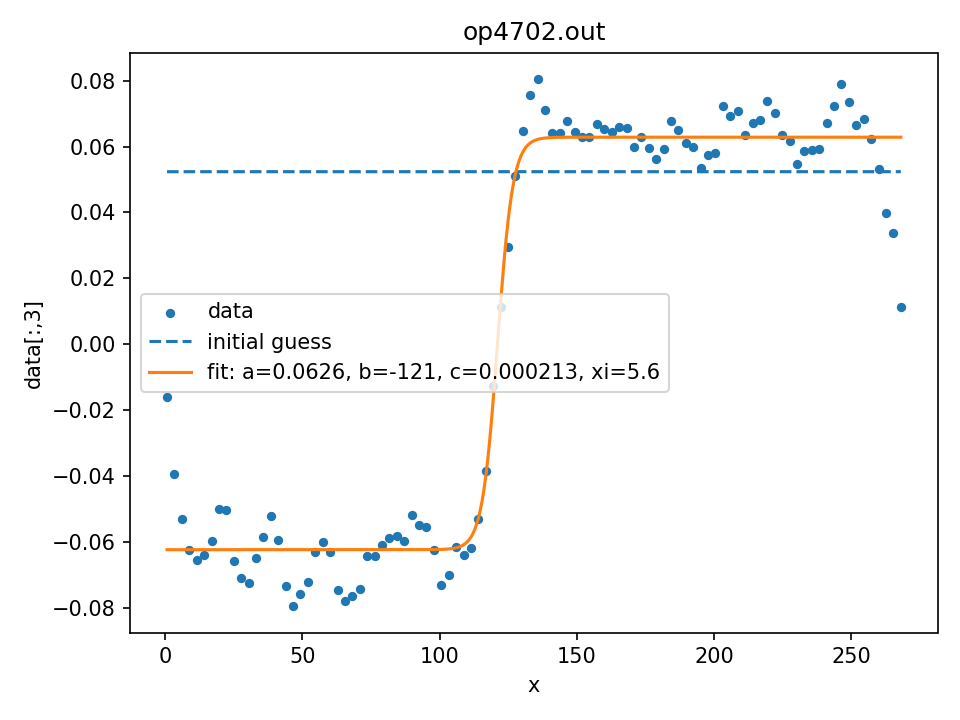 op4702.out
0.08
0.06
0.04
0.02
0.00
−0.02
−0.04
−0.06
−0.08
data[:,3]
data
initial guess
fit: a=0.0626, b=-121, c=0.000213, xi=5.6
0 50 100 150 200 250
x